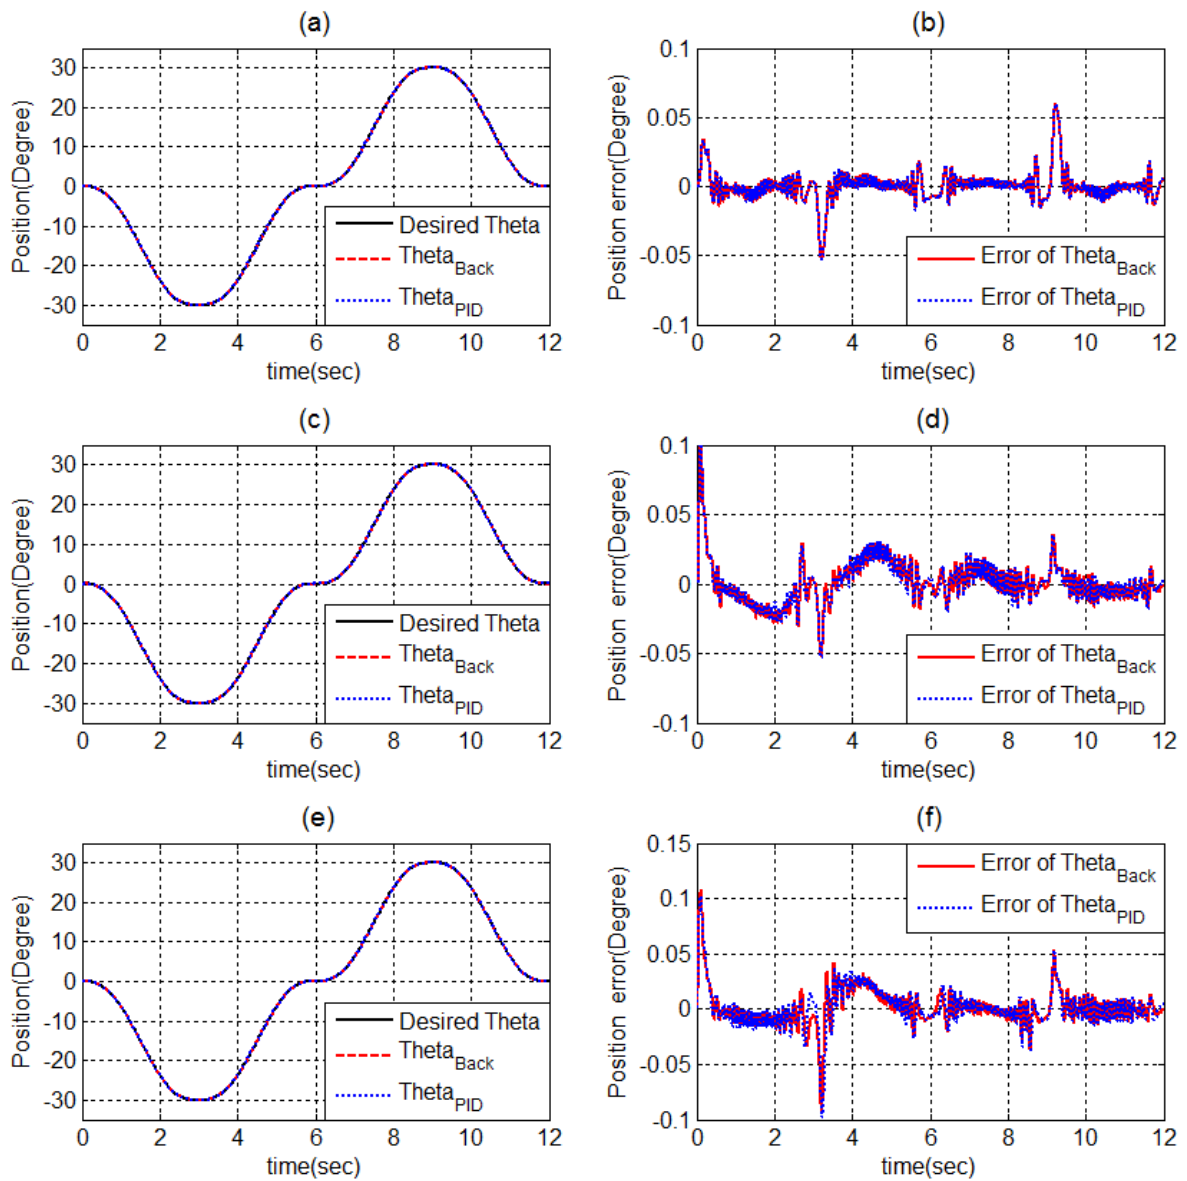 (a)
Position(Degree)
30
20
10
0
-10
-20
-30
Desired Theta
Theta_Back
Theta_PID
0 2 4 6 8 10 12
time(sec)
(b)
Position error(Degree)
0.1
0.05
0
-0.05
-0.1
Error of Theta_Back
Error of Theta_PID
0 2 4 6 8 10 12
time(sec)
(c)
Position(Degree)
30
20
10
0
-10
-20
-30
Desired Theta
Theta_Back
Theta_PID
0 2 4 6 8 10 12
time(sec)
(d)
Position error(Degree)
0.1
0.05
0
-0.05
-0.1
Error of Theta_Back
Error of Theta_PID
0 2 4 6 8 10 12
time(sec)
(e)
Position(Degree)
30
20
10
0
-10
-20
-30
Desired Theta
Theta_Back
Theta_PID
0 2 4 6 8 10 12
time(sec)
(f)
Position error(Degree)
0.15
0.1
0.05
0
-0.05
-0.1
Error of Theta_Back
Error of Theta_PID
0 2 4 6 8 10 12
time(sec)